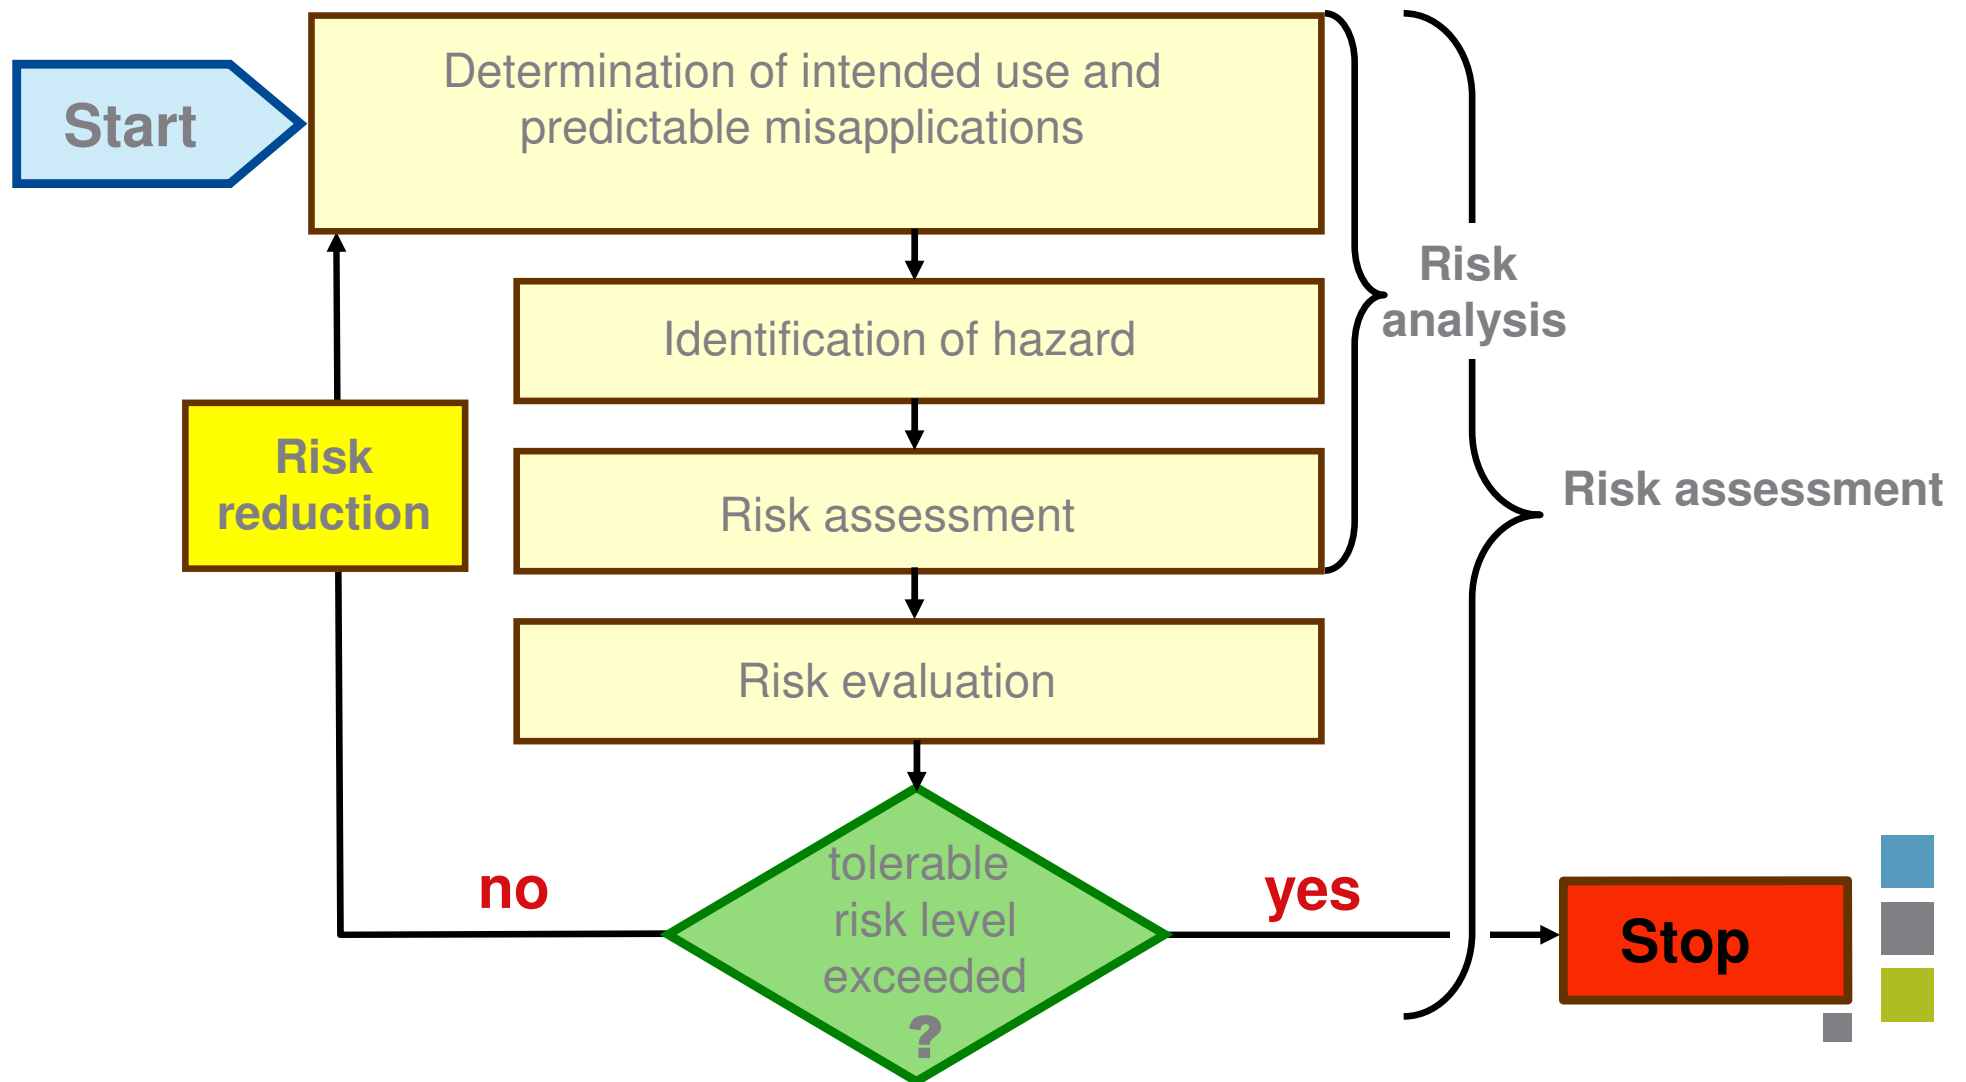 Start
Determination of intended use and
predictable misapplications
Identification of hazard
Risk
analysis
Risk
reduction
Risk assessment
Risk assessment
Risk evaluation
tolerable
risk level
exceeded
?
no
yes
Stop